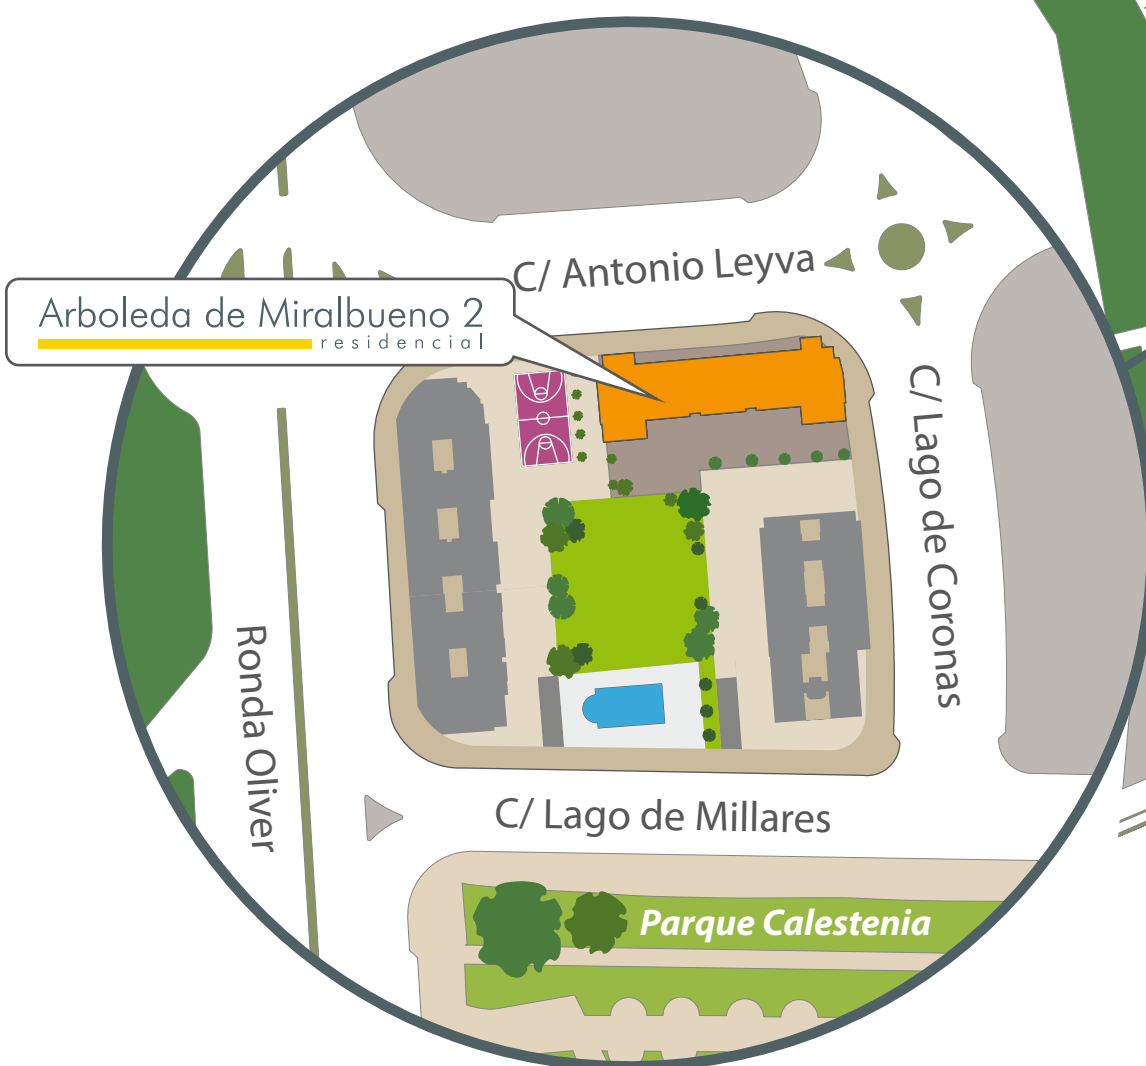 C/ Antonio Leyva
Arboleda de Miralbueno 2
residencial
C/ Lago de Coronas
Ronda Oliver
C/ Lago de Millares
Parque Calestenia